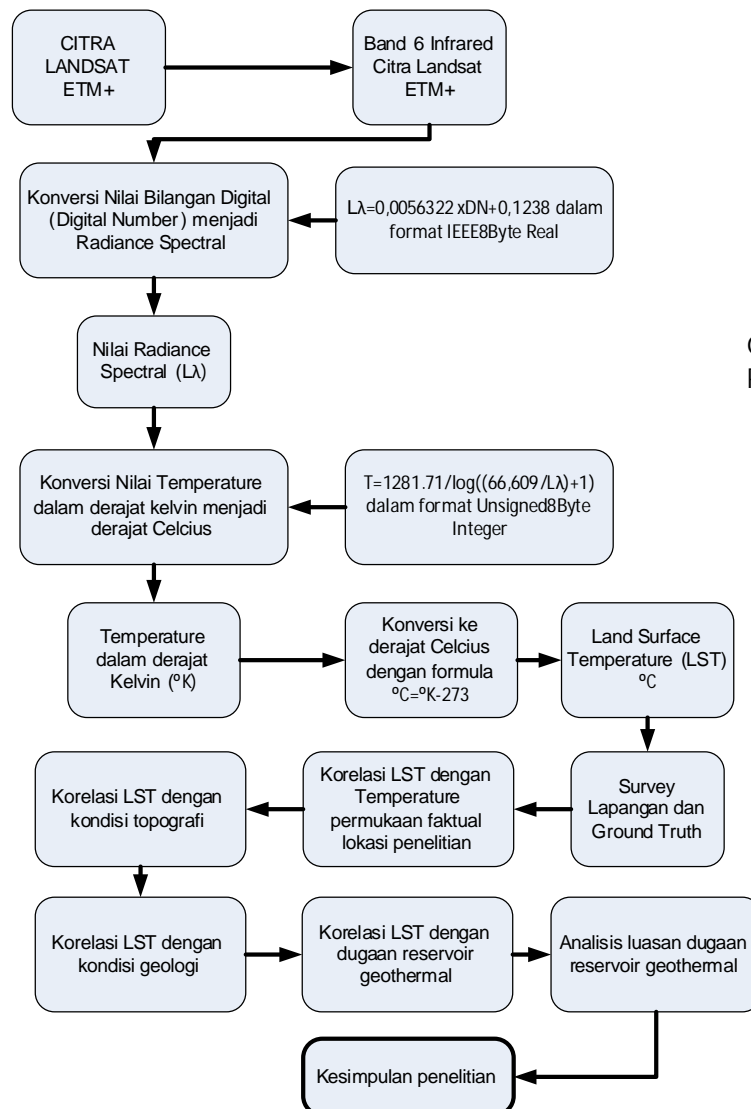 CITRA
LANDSAT
ETM+
Band 6 Infrared
Citra Landsat
ETM+
Konversi Nilai Bilangan Digital
(Digital Number) menjadi
Radiance Spectral
Lλ=0,0056322 xDN+0,1238 dalam
format IEEE8Byte Real
Nilai Radiance
Spectral (Lλ)
Konversi Nilai Temperature
dalam derajat kelvin menjadi
derajat Celcius
T=1281.71/log((66,609/Lλ)+1)
dalam format Unsigned8Byte
Integer
Temperature
dalam derajat
Kelvin (ºK)
Konversi ke
derajat Celcius
dengan formula
ºC=ºK-273
Land Surface
Temperature (LST)
ºC
Survey
Lapangan dan
Ground Truth
Korelasi LST dengan
Temperature
permukaan faktual
lokasi penelitian
Korelasi LST dengan
kondisi topografi
Korelasi LST dengan
kondisi geologi
Korelasi LST dengan
dugaan reservoir
geothermal
Analisis luasan dugaan
reservoir geothermal
Kesimpulan penelitian